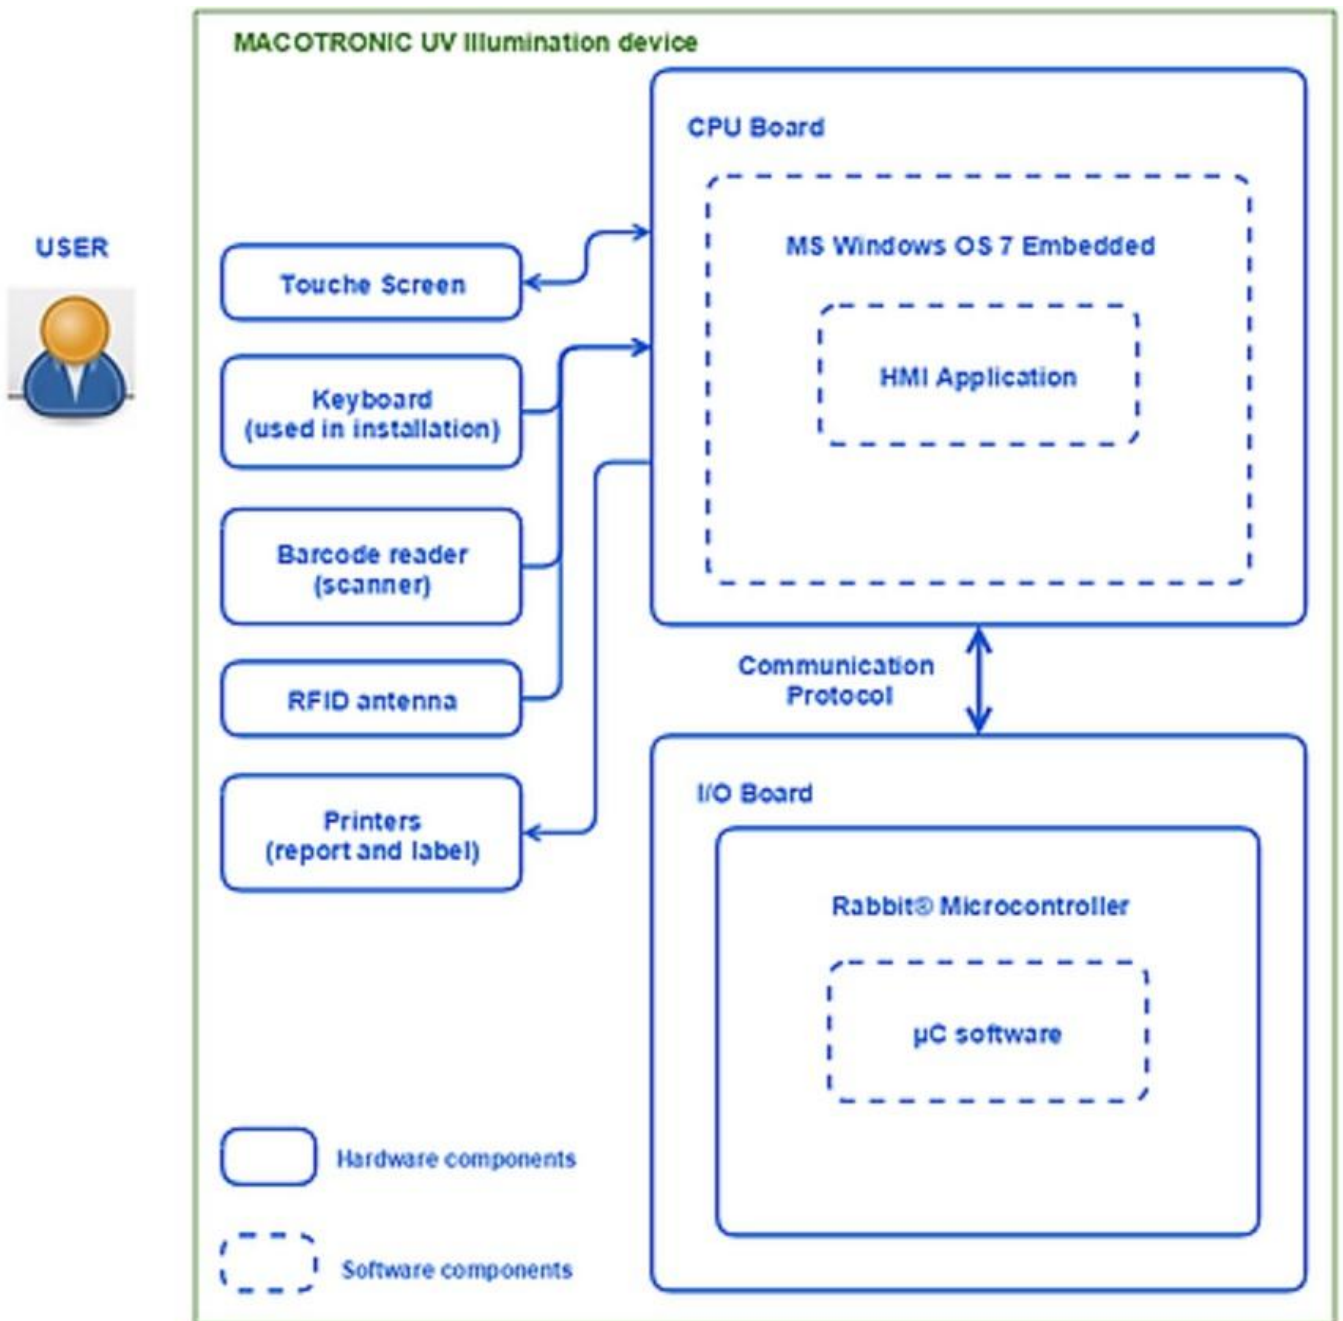 MACOTRONIC UV Illumination device
CPU Board
MS Windows OS 7 Embedded
HMI Application
USER
Touche Screen
Keyboard
(used in installation)
Barcode reader
(scanner)
RFID antenna
Printers
(report and label)
Communication
Protocol
I/O Board
Rabbit® Microcontroller
µC software
Hardware components
Software components